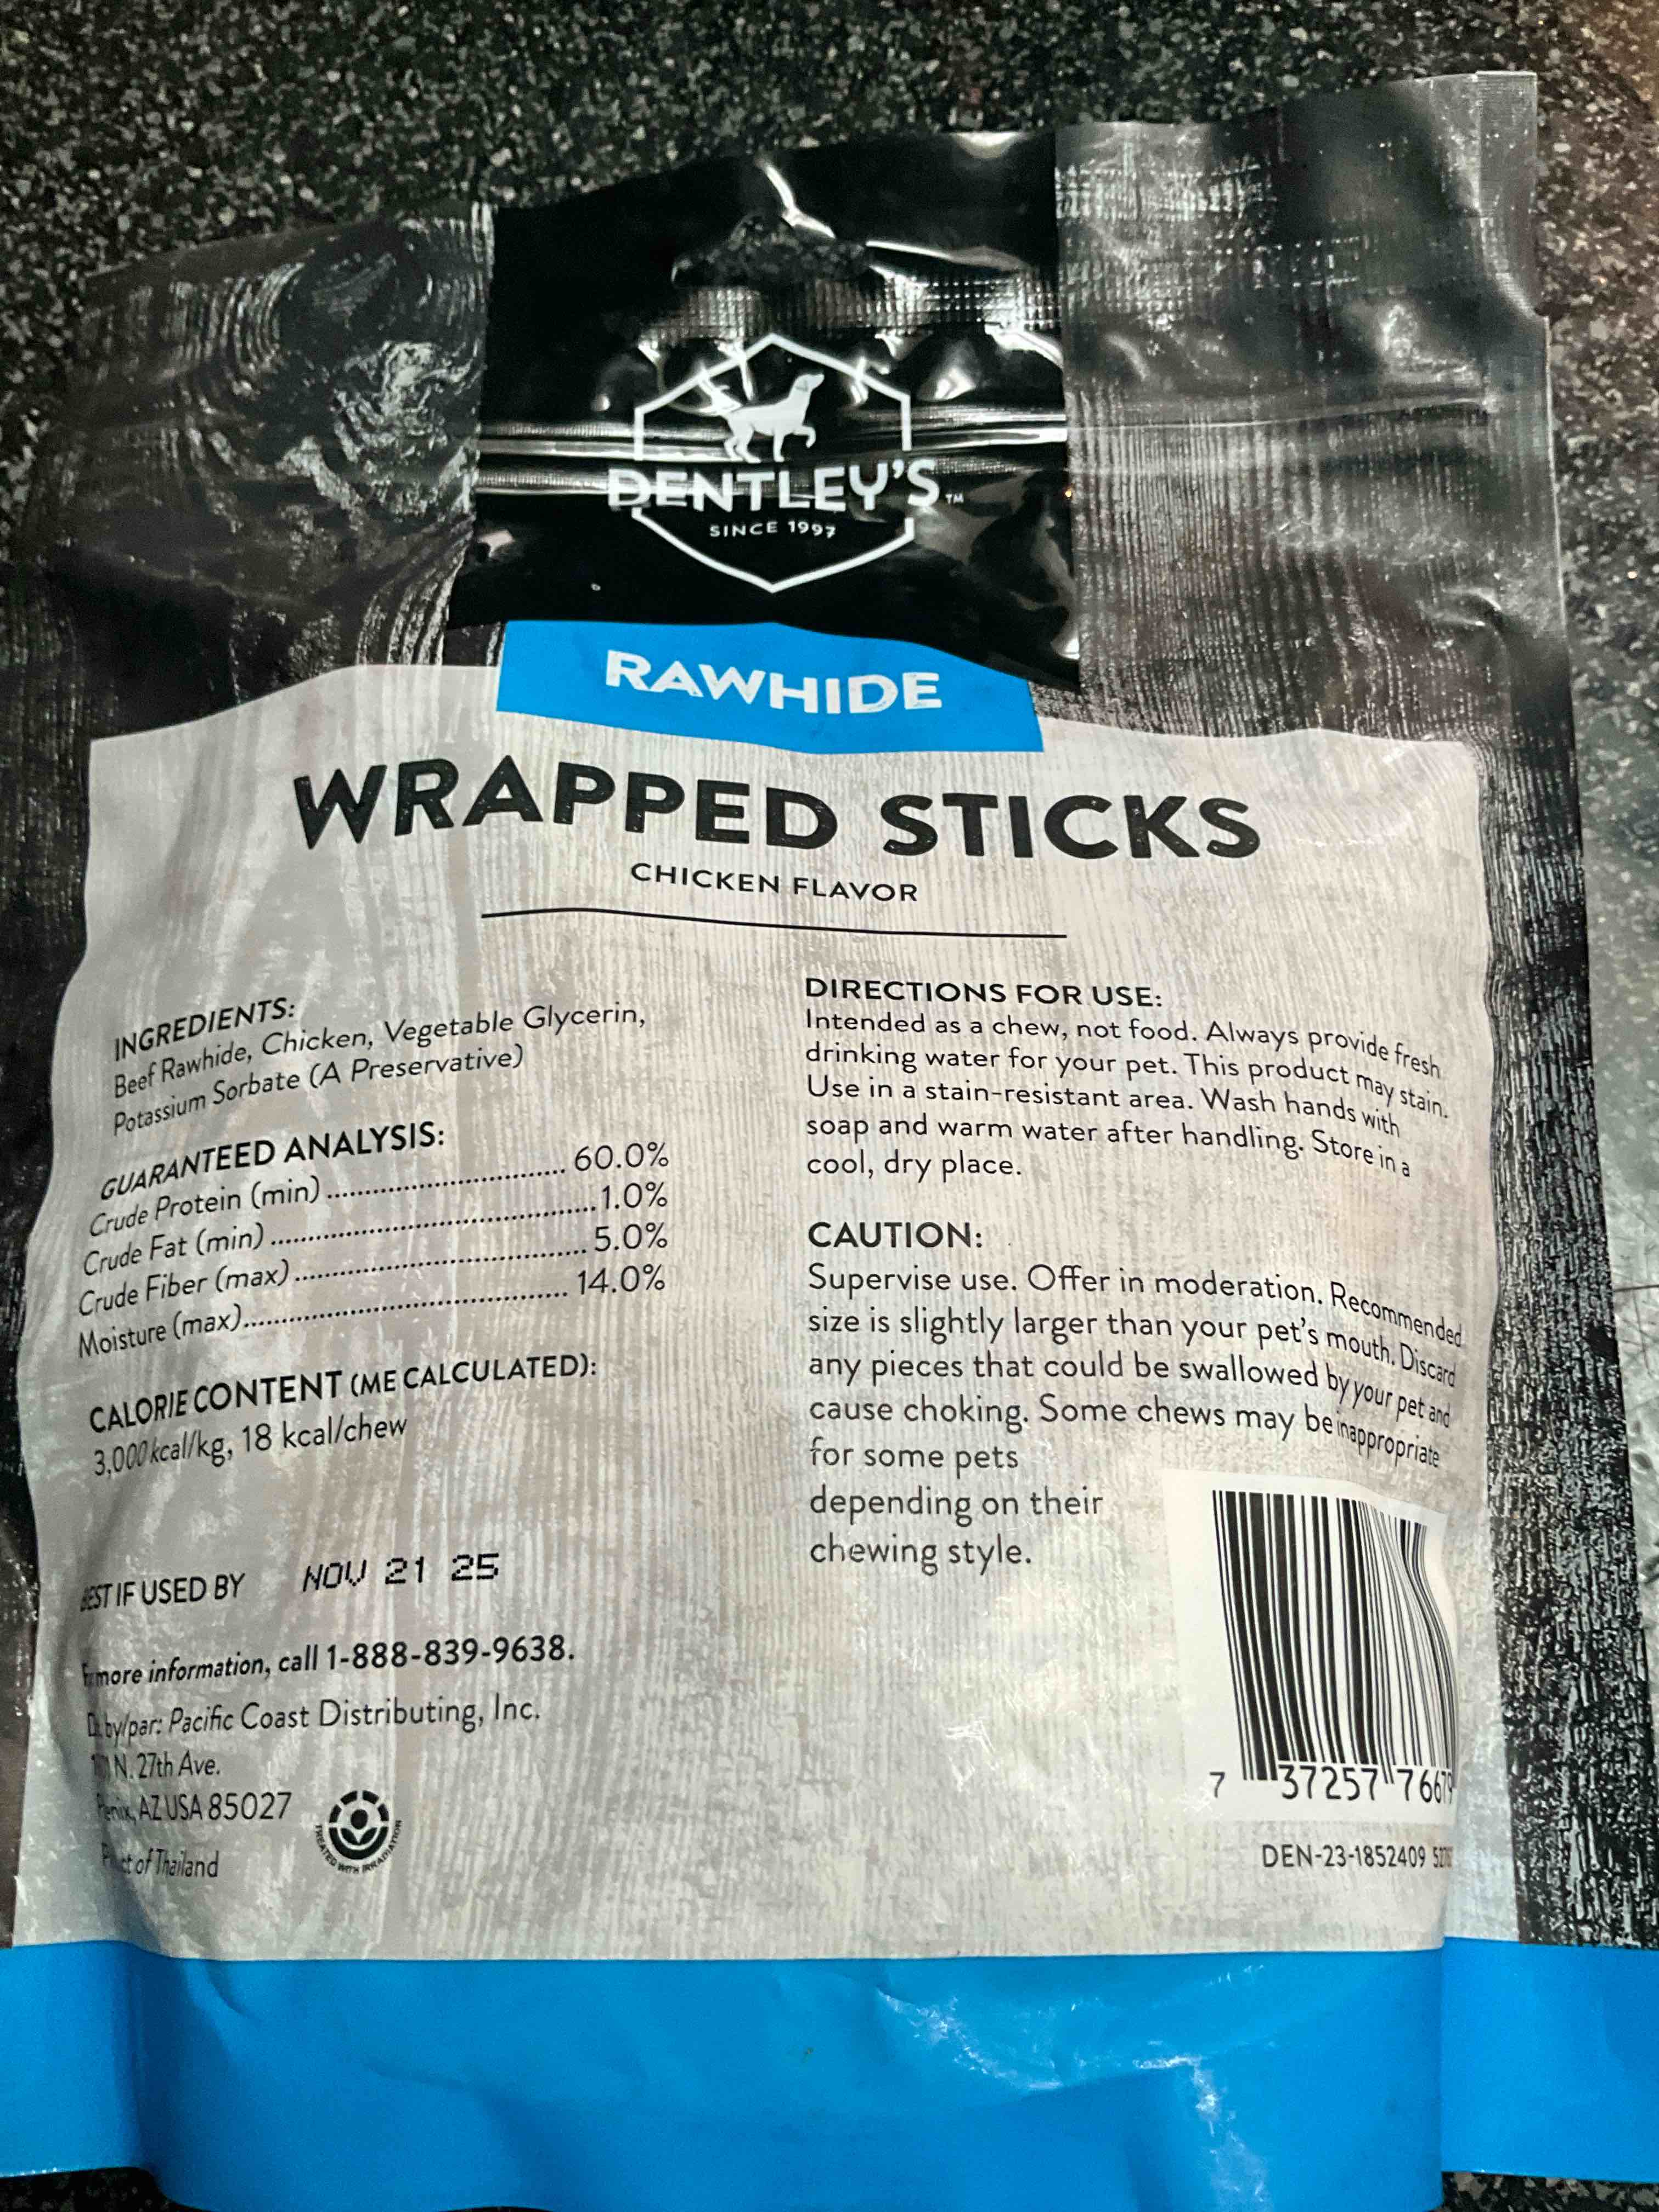 DENTLEY'S™
SINCE 1997
RAWHIDE
WRAPPED STICKS
CHICKEN FLAVOR
INGREDIENTS:
Beef Rawhide, Chicken, Vegetable Glycerin,
Potassium Sorbate (A Preservative)
GUARANTEED ANALYSIS:
Crude Protein (min) ........................ 60.0%
Crude Fat (min) ........................ 1.0%
Crude Fiber (max) ........................ 5.0%
Moisture (max) ........................ 14.0%
CALORIE CONTENT (ME CALCULATED):
3,000 kcal/kg, 18 kcal/chew
BEST IF USED BY NOV 21 25
more information, call 1-888-839-9638.
by/par: Pacific Coast Distributing, Inc.
N. 27th Ave.
AZ USA 85027
of Thailand
TREATED WITH IRRADIATION
DIRECTIONS FOR USE:
Intended as a chew, not food. Always provide fresh
drinking water for your pet. This product may stain.
Use in a stain-resistant area. Wash hands with
soap and warm water after handling. Store in a
cool, dry place.
CAUTION:
Supervise use. Offer in moderation. Recommended
size is slightly larger than your pet's mouth. Discard
any pieces that could be swallowed by your pet and
cause choking. Some chews may be inappropriate
for some pets
depending on their
chewing style.
7 37257 76679
DEN-23-1852409